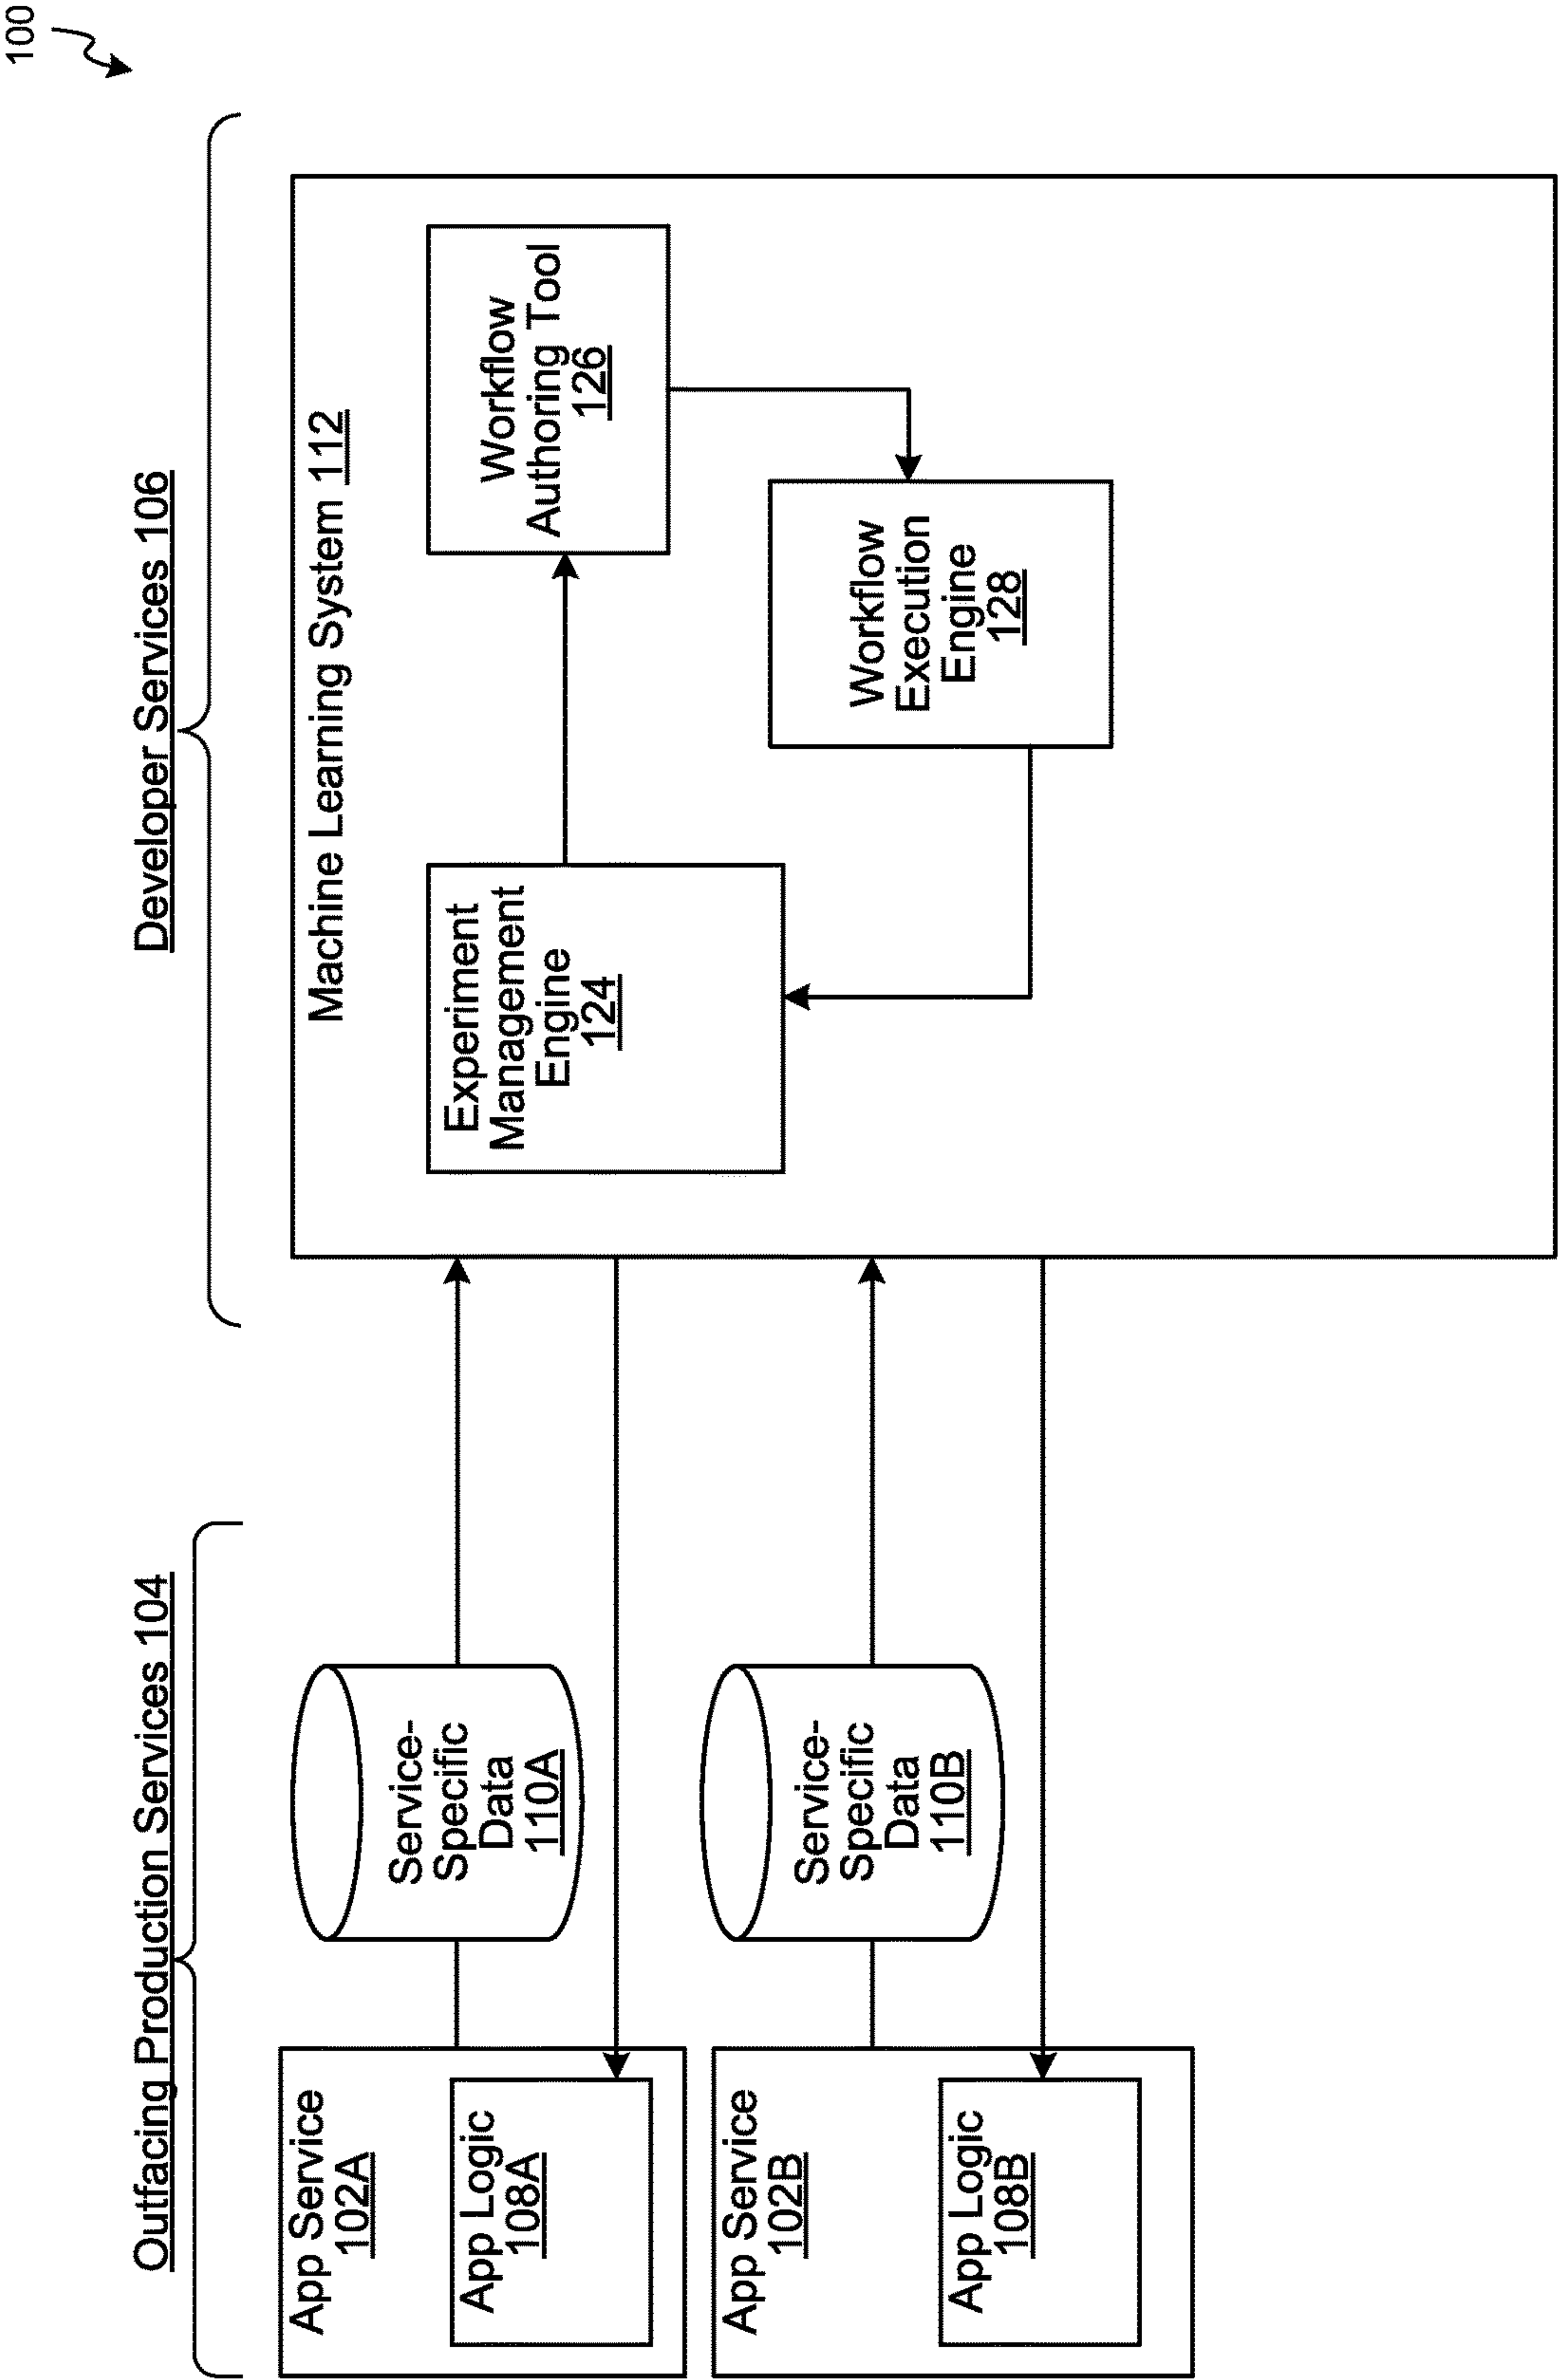 100
Outfacing Production Services 104
Developer Services 106
App Service
102A
App Logic
108A
Service-
Specific
Data
110A
App Service
102B
App Logic
108B
Service-
Specific
Data
110B
Machine Learning System 112
Experiment
Management
Engine
124
Workflow
Authoring Tool
126
Workflow
Execution
Engine
128